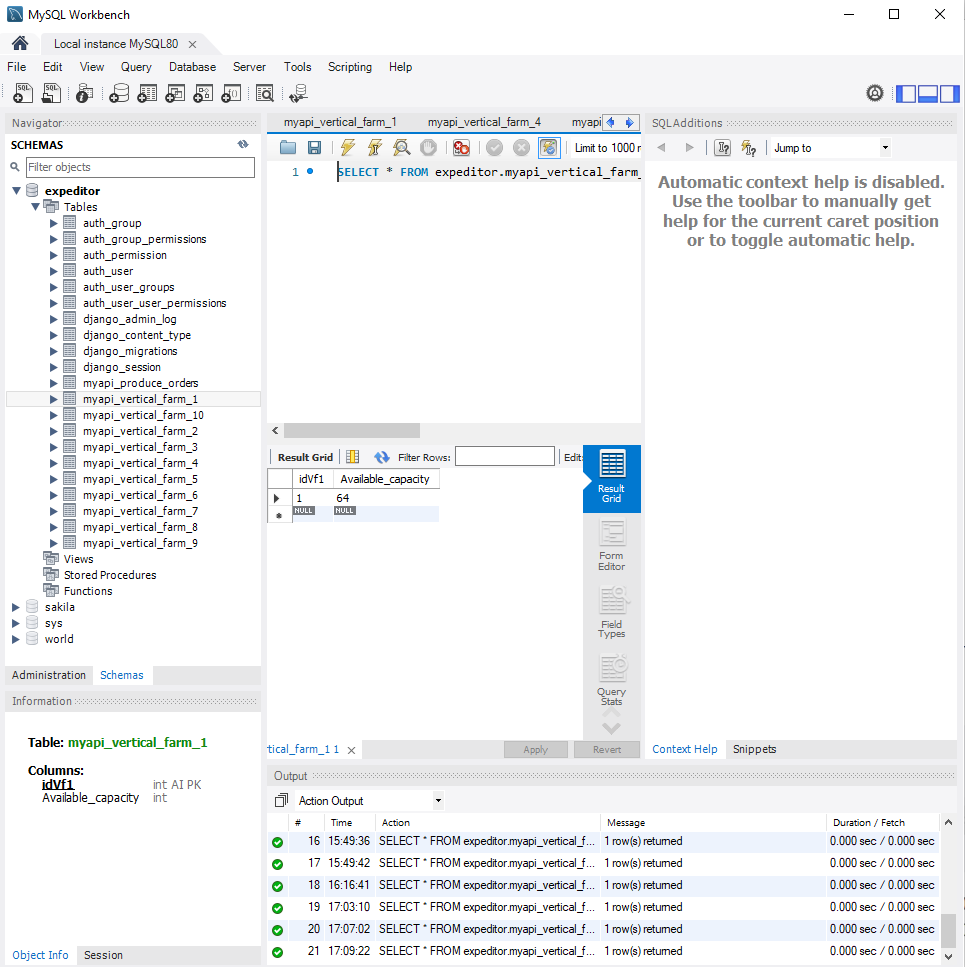 MySQL Workbench
Local instance MySQL80
File Edit View Query Database Server Tools Scripting Help
Navigator
SCHEMAS
Filter objects
expeditor
Tables
auth_group
auth_group_permissions
auth_permission
auth_user
auth_user_groups
auth_user_user_permissions
django_admin_log
django_content_type
django_migrations
django_session
myapi_produce_orders
myapi_vertical_farm_1
myapi_vertical_farm_10
myapi_vertical_farm_2
myapi_vertical_farm_3
myapi_vertical_farm_4
myapi_vertical_farm_5
myapi_vertical_farm_6
myapi_vertical_farm_7
myapi_vertical_farm_8
myapi_vertical_farm_9
Views
Stored Procedures
Functions
sakila
sys
world
Administration Schemas
Information
Table: myapi_vertical_farm_1
Columns:
idVf1 int AI PK
Available_capacity int
Object Info Session
myapi_vertical_farm_1 myapi_vertical_farm_4 myapi
Limit to 1000 r
1 SELECT * FROM expeditor.myapi_vertical_farm_
Result Grid Filter Rows: Edit:
idVf1 Available_capacity
1 64
NULL NULL
Result
Grid
Form
Editor
Field
Types
Query
Stats
rtical_farm_1 1 Apply Revert
SQLAdditions
Jump to
Automatic context help is disabled.
Use the toolbar to manually get
help for the current caret position
or to toggle automatic help.
Context Help Snippets
Output
Action Output
# Time Action Message Duration / Fetch
16 15:49:36 SELECT * FROM expeditor.myapi_vertical_f... 1 row(s) returned 0.000 sec / 0.000 sec
17 15:49:42 SELECT * FROM expeditor.myapi_vertical_f... 1 row(s) returned 0.000 sec / 0.000 sec
18 16:16:41 SELECT * FROM expeditor.myapi_vertical_f... 1 row(s) returned 0.000 sec / 0.000 sec
19 17:03:10 SELECT * FROM expeditor.myapi_vertical_f... 1 row(s) returned 0.000 sec / 0.000 sec
20 17:07:02 SELECT * FROM expeditor.myapi_vertical_f... 1 row(s) returned 0.000 sec / 0.000 sec
21 17:09:22 SELECT * FROM expeditor.myapi_vertical_f... 1 row(s) returned 0.000 sec / 0.000 sec